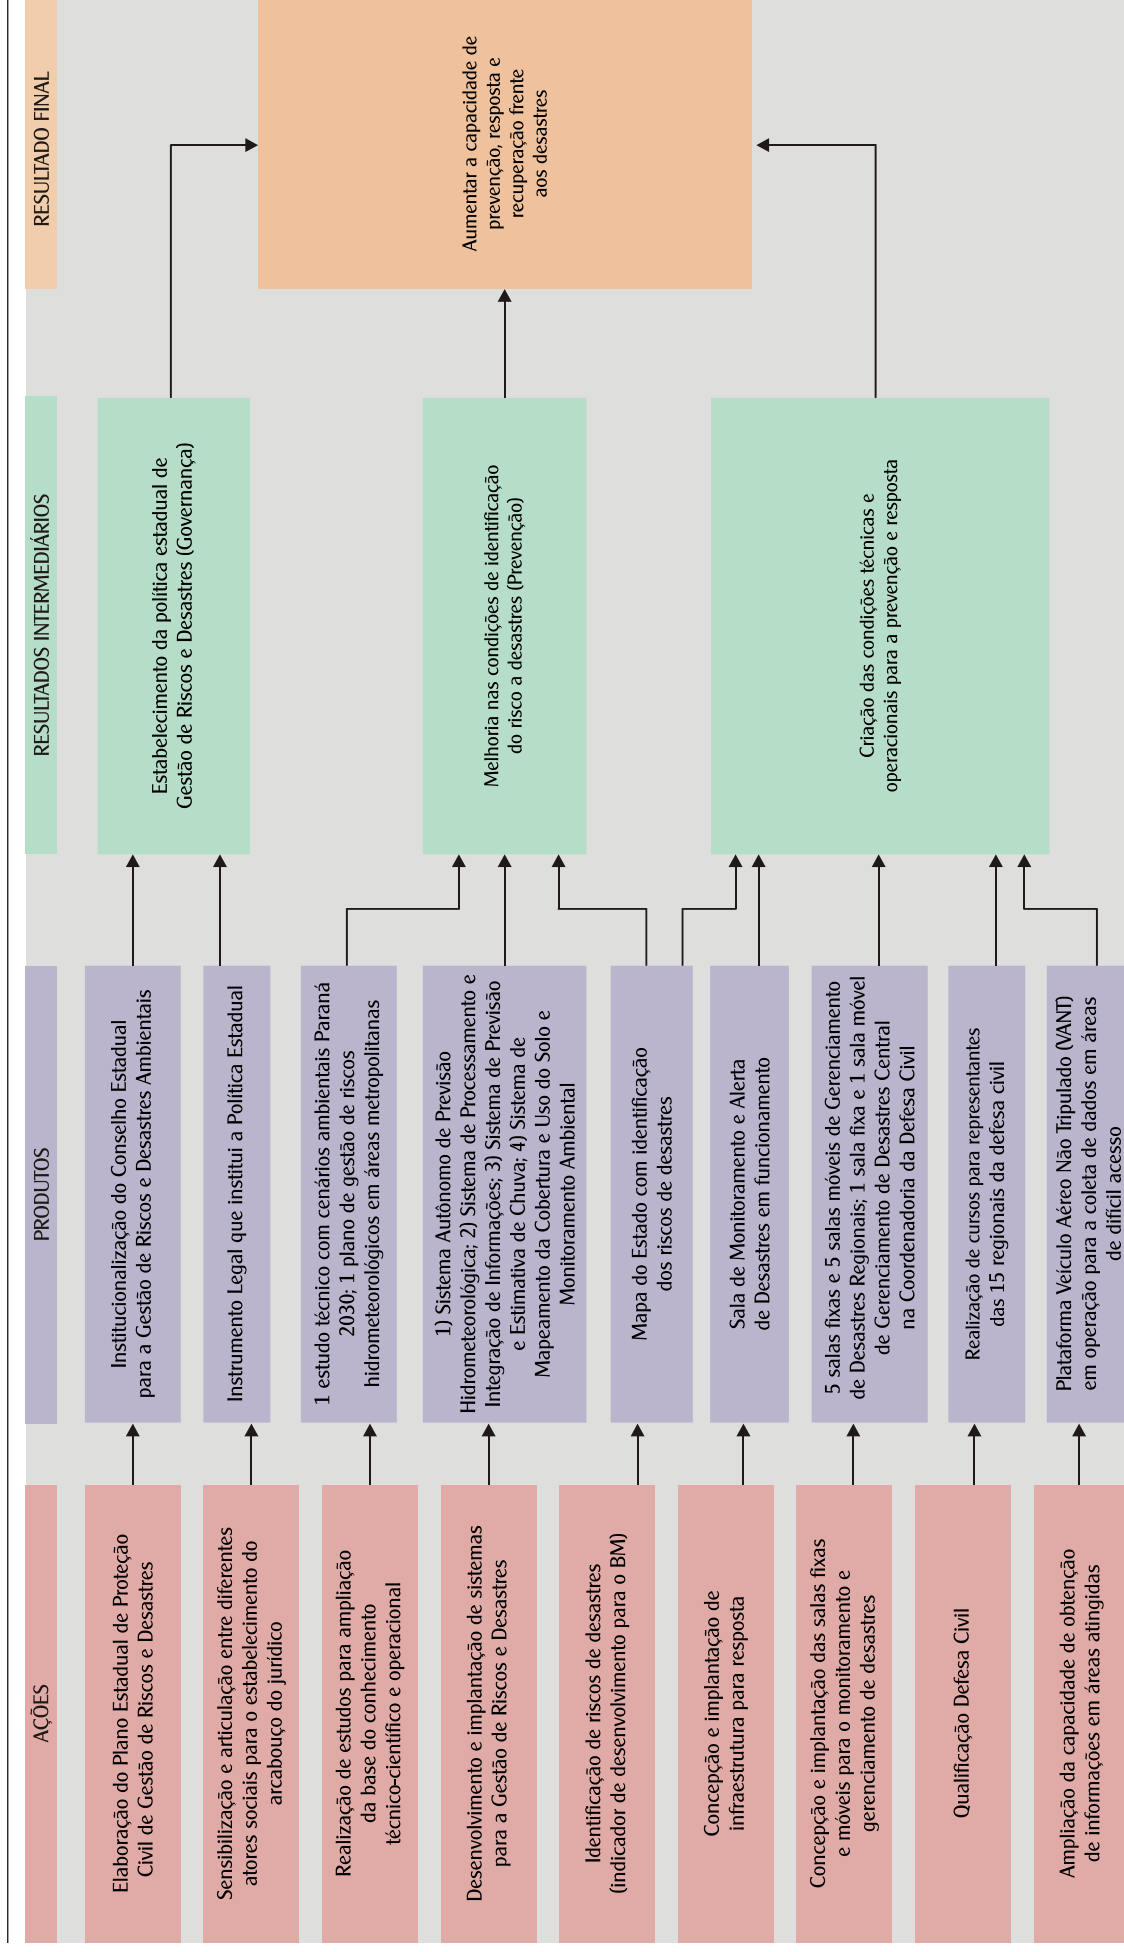 AÇÕES
PRODUTOS
RESULTADOS INTERMEDIÁRIOS
RESULTADO FINAL
Elaboração do Plano Estadual de Proteção
Civil de Gestão de Riscos e Desastres
Sensibilização e articulação entre diferentes
atores sociais para o estabelecimento do
arcabouço do jurídico
Realização de estudos para ampliação
da base do conhecimento
técnico-científico e operacional
Desenvolvimento e implantação de sistemas
para a Gestão de Riscos e Desastres
Identificação de riscos de desastres
(indicador de desenvolvimento para o BM)
Concepção e implantação de
infraestrutura para resposta
Concepção e implantação das salas fixas
e móveis para o monitoramento e
gerenciamento de desastres
Qualificação Defesa Civil
Ampliação da capacidade de obtenção
de informações em áreas atingidas
Institucionalização do Conselho Estadual
para a Gestão de Riscos e Desastres Ambientais
Instrumento Legal que institui a Política Estadual
1 estudo técnico com cenários ambientais Paraná
2030; 1 plano de gestão de riscos
hidrometeorológicos em áreas metropolitanas
1) Sistema Autônomo de Previsão
Hidrometeorológica; 2) Sistema de Processamento e
Integração de Informações; 3) Sistema de Previsão
e Estimativa de Chuva; 4) Sistema de
Mapeamento da Cobertura e Uso do Solo e
Monitoramento Ambiental
Mapa do Estado com identificação
dos riscos de desastres
Sala de Monitoramento e Alerta
de Desastres em funcionamento
5 salas fixas e 5 salas móveis de Gerenciamento
de Desastres Regionais; 1 sala fixa e 1 sala móvel
de Gerenciamento de Desastres Central
na Coordenadoria da Defesa Civil
Realização de cursos para representantes
das 15 regionais da defesa civil
Plataforma Veículo Aéreo Não Tripulado (VANT)
em operação para a coleta de dados em áreas
de difícil acesso
Estabelecimento da política estadual de
Gestão de Riscos e Desastres (Governança)
Melhoria nas condições de identificação
do risco a desastres (Prevenção)
Criação das condições técnicas e
operacionais para a prevenção e resposta
Aumentar a capacidade de
prevenção, resposta e
recuperação frente
aos desastres